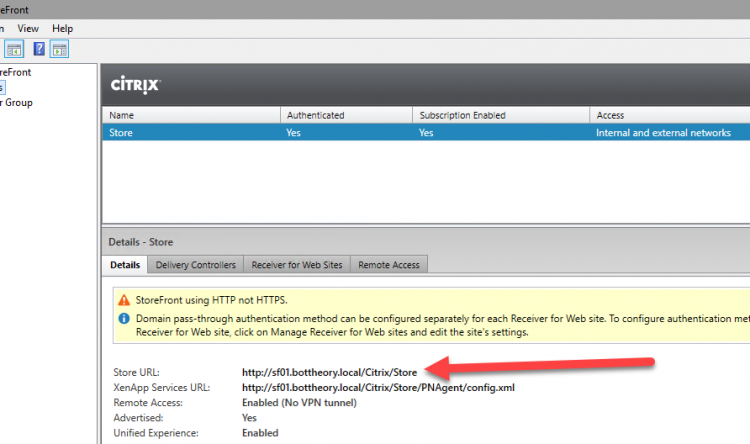 eFront
n View Help
reFront
s
r Group
CITRIX
Name Authenticated Subscription Enabled Access
Store Yes Yes Internal and external networks
Details - Store
Details Delivery Controllers Receiver for Web Sites Remote Access
StoreFront using HTTP not HTTPS.
Domain pass-through authentication method can be configured separately for each Receiver for Web site. To configure authentication met
Receiver for Web site, click on Manage Receiver for Web sites and edit the site's settings.
Store URL: http://sf01.bottheory.local/Citrix/Store
XenApp Services URL: http://sf01.bottheory.local/Citrix/Store/PNAgent/config.xml
Remote Access: Enabled (No VPN tunnel)
Advertised: Yes
Unified Experience: Enabled